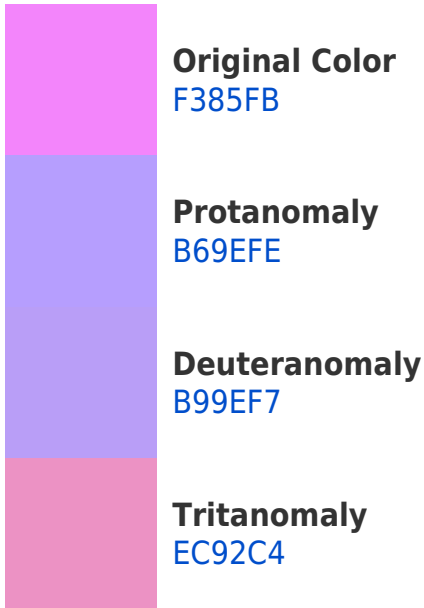 Original Color
F385FB
Protanomaly
B69EFE
Deuteranomaly
B99EF7
Tritanomaly
EC92C4